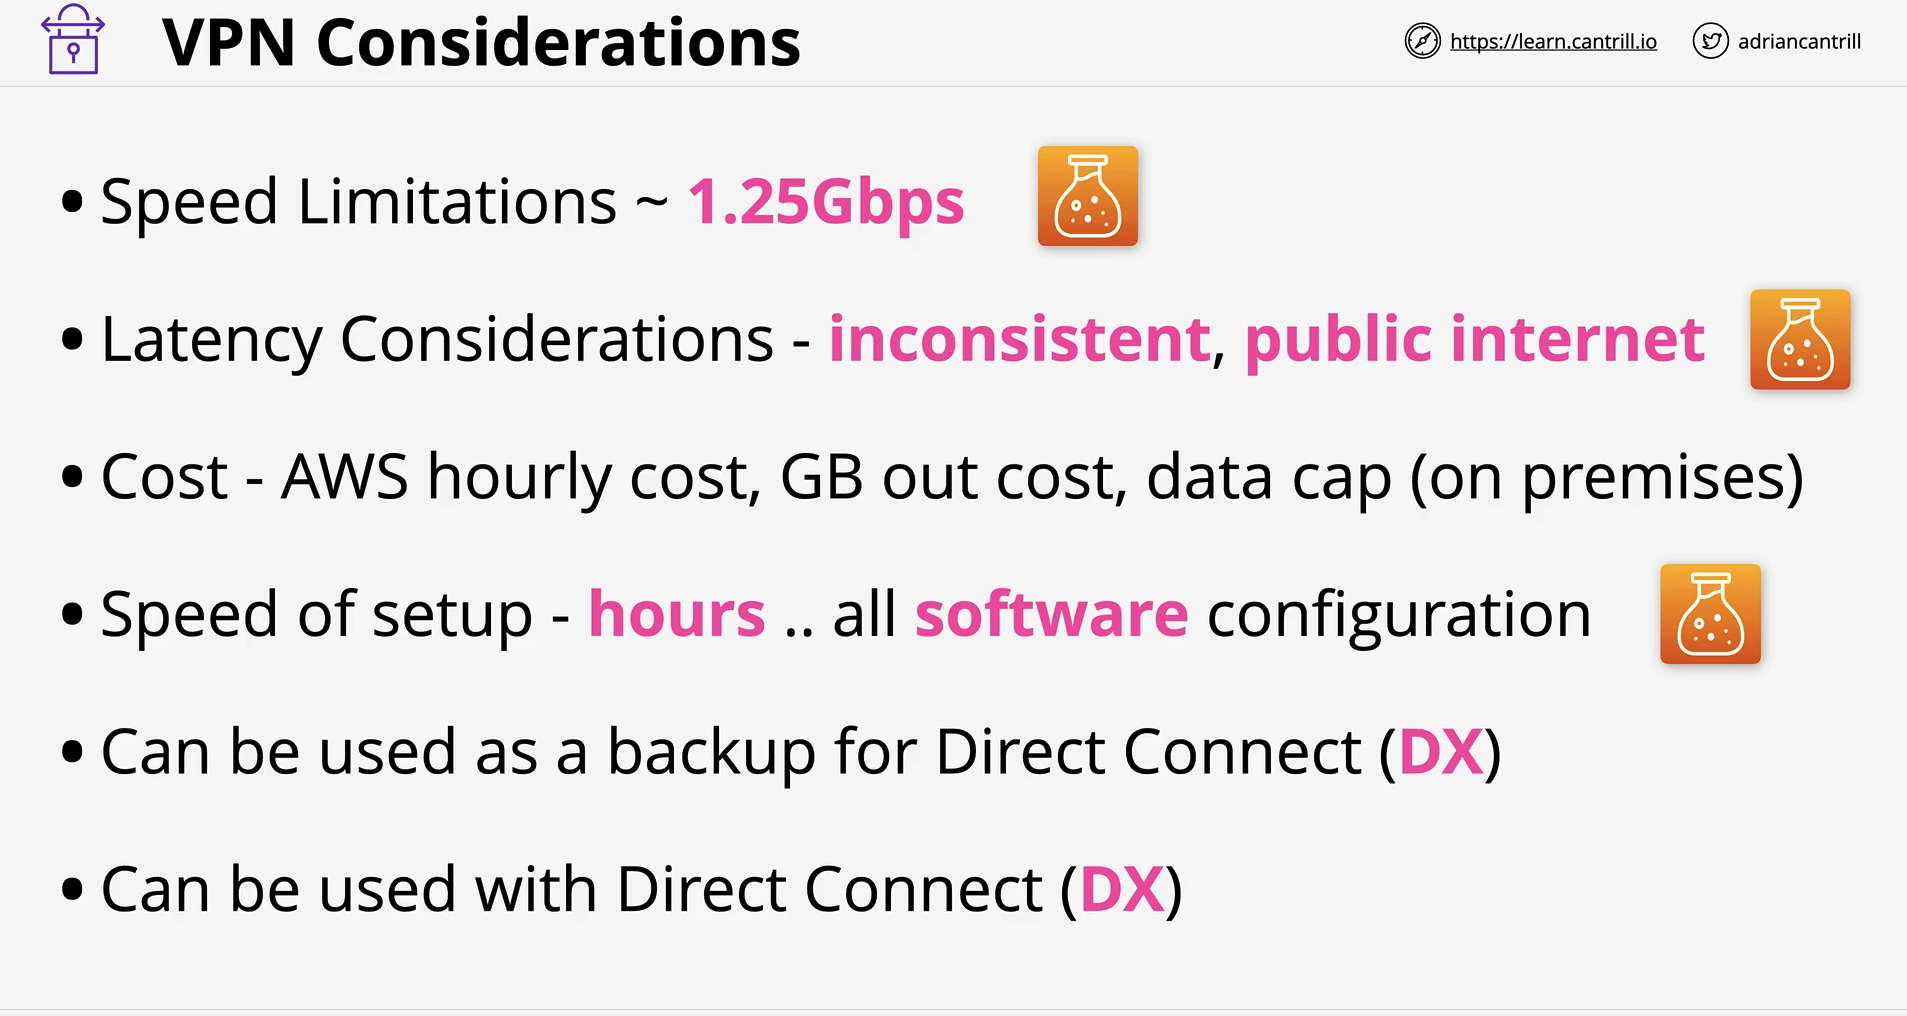 VPN Considerations
https://learn.cantrill.io
adriancantrill
• Speed Limitations ~ 1.25Gbps
• Latency Considerations - inconsistent, public internet
• Cost - AWS hourly cost, GB out cost, data cap (on premises)
• Speed of setup - hours .. all software configuration
• Can be used as a backup for Direct Connect (DX)
• Can be used with Direct Connect (DX)